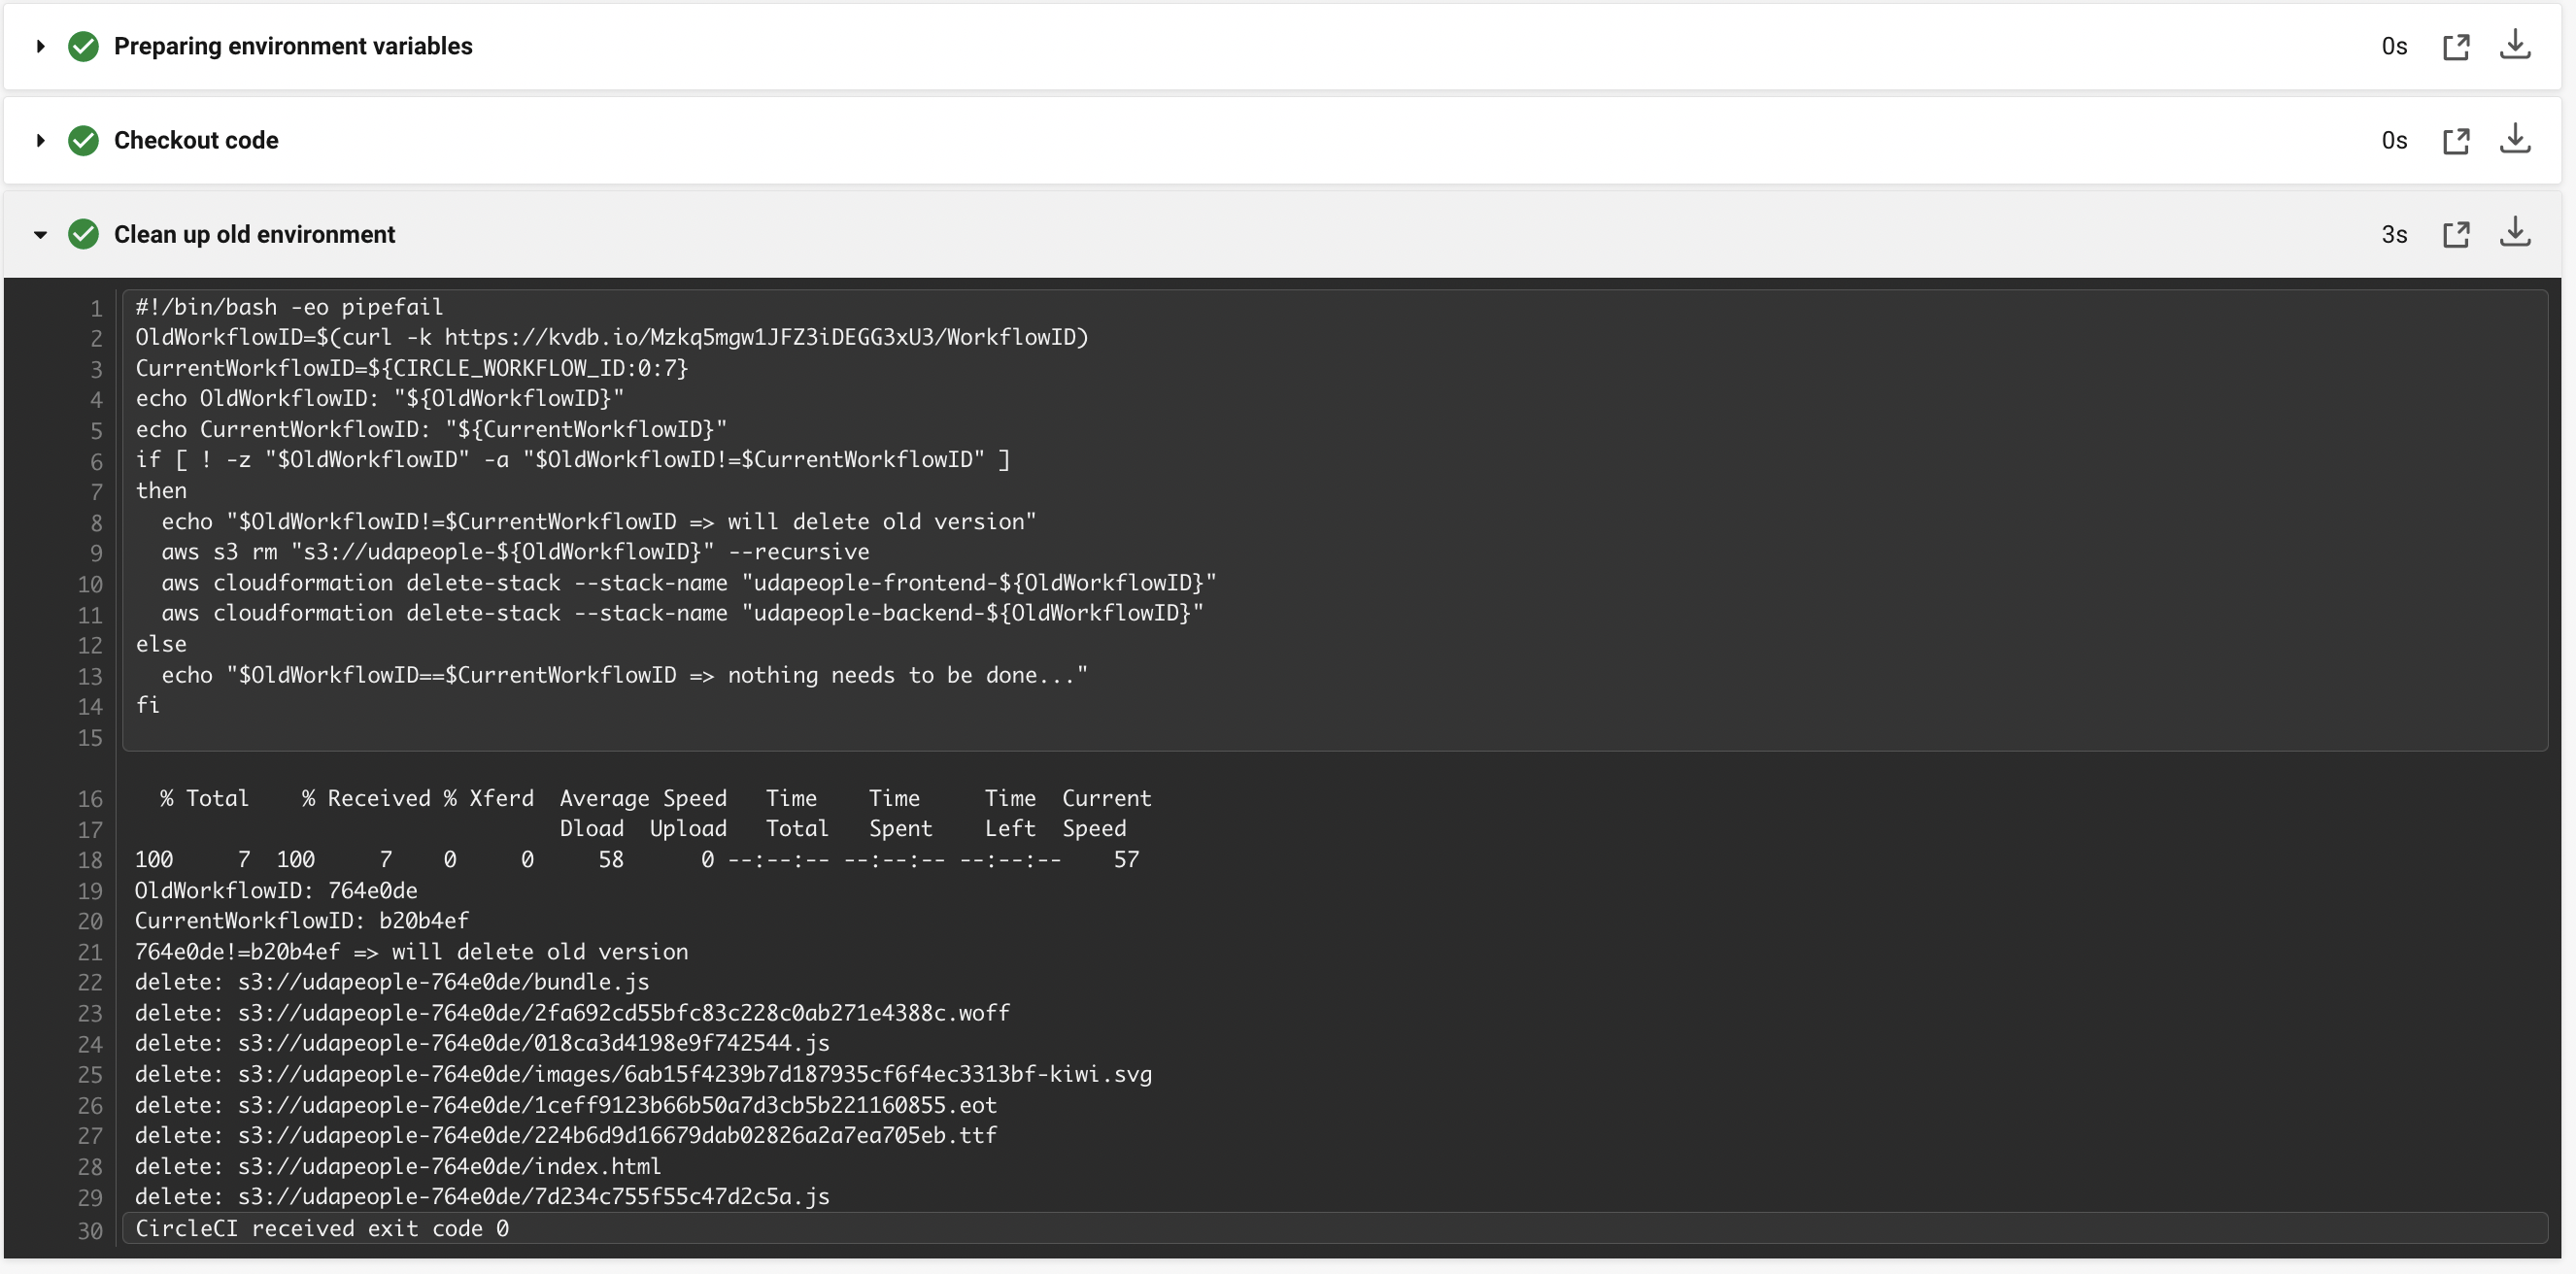 Preparing environment variables 0s
Checkout code 0s
Clean up old environment 3s
1 #!/bin/bash -eo pipefail
2 OldWorkflowID=$(curl -k https://kvdb.io/Mzkq5mgw1JFZ3iDEGG3xU3/WorkflowID)
3 CurrentWorkflowID=${CIRCLE_WORKFLOW_ID:0:7}
4 echo OldWorkflowID: "${OldWorkflowID}"
5 echo CurrentWorkflowID: "${CurrentWorkflowID}"
6 if [ ! -z "$OldWorkflowID" -a "$OldWorkflowID!=$CurrentWorkflowID" ]
7 then
8   echo "$OldWorkflowID!=$CurrentWorkflowID => will delete old version"
9   aws s3 rm "s3://udapeople-${OldWorkflowID}" --recursive
10   aws cloudformation delete-stack --stack-name "udapeople-frontend-${OldWorkflowID}"
11   aws cloudformation delete-stack --stack-name "udapeople-backend-${OldWorkflowID}"
12 else
13   echo "$OldWorkflowID==$CurrentWorkflowID => nothing needs to be done..."
14 fi
15
16   % Total    % Received % Xferd  Average Speed   Time    Time     Time  Current
17                                  Dload  Upload   Total   Spent    Left  Speed
18 100     7  100     7    0     0     58      0 --:--:-- --:--:-- --:--:--    57
19 OldWorkflowID: 764e0de
20 CurrentWorkflowID: b20b4ef
21 764e0de!=b20b4ef => will delete old version
22 delete: s3://udapeople-764e0de/bundle.js
23 delete: s3://udapeople-764e0de/2fa692cd55bfc83c228c0ab271e4388c.woff
24 delete: s3://udapeople-764e0de/018ca3d4198e9f742544.js
25 delete: s3://udapeople-764e0de/images/6ab15f4239b7d187935cf6f4ec3313bf-kiwi.svg
26 delete: s3://udapeople-764e0de/1ceff9123b66b50a7d3cb5b221160855.eot
27 delete: s3://udapeople-764e0de/224b6d9d16679dab02826a2a7ea705eb.ttf
28 delete: s3://udapeople-764e0de/index.html
29 delete: s3://udapeople-764e0de/7d234c755f55c47d2c5a.js
30 CircleCI received exit code 0